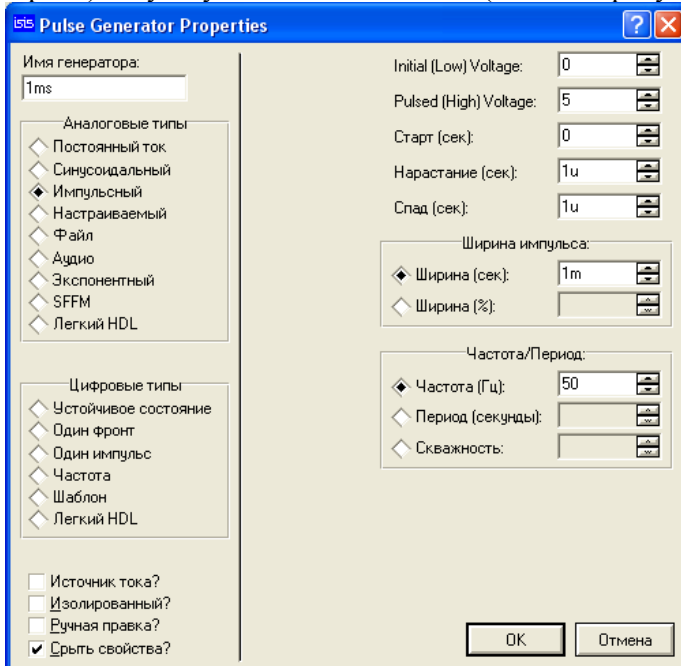 isis Pulse Generator Properties
Имя генератора:
1ms
Аналоговые типы
Постоянный ток
Синусоидальный
Импульсный
Настраиваемый
Файл
Аудио
Экспонентный
SFFM
Легкий HDL
Цифровые типы
Устойчивое состояние
Один фронт
Один импульс
Частота
Шаблон
Легкий HDL
Источник тока?
Изолированный?
Ручная правка?
Срыть свойства?
Initial (Low) Voltage: 0
Pulsed (High) Voltage: 5
Старт (сек): 0
Нарастание (сек): 1u
Спад (сек): 1u
Ширина импульса:
Ширина (сек): 1m
Ширина (%):
Частота/Период:
Частота (Гц): 50
Период (секунды):
Скважность:
OK Отмена